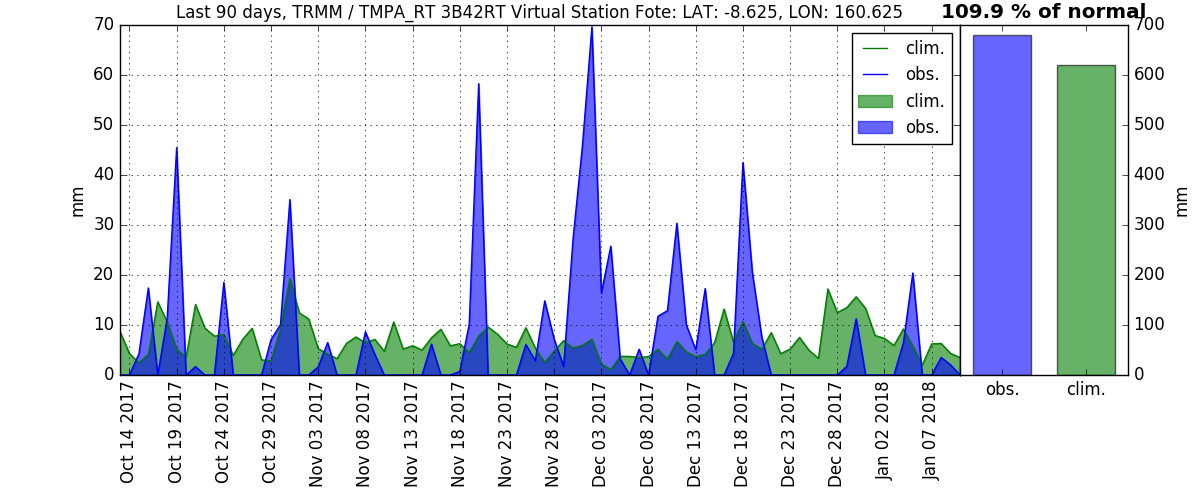 Last 90 days, TRMM / TMPA_RT 3B42RT Virtual Station Fote: LAT: -8.625, LON: 160.625
109.9 % of normal
70
60
50
40
30
20
10
0
mm
clim.
obs.
clim.
obs.
700
600
500
400
300
200
100
0
mm
Oct 14 2017
Oct 19 2017
Oct 24 2017
Oct 29 2017
Nov 03 2017
Nov 08 2017
Nov 13 2017
Nov 18 2017
Nov 23 2017
Nov 28 2017
Dec 03 2017
Dec 08 2017
Dec 13 2017
Dec 18 2017
Dec 23 2017
Dec 28 2017
Jan 02 2018
Jan 07 2018
obs.
clim.